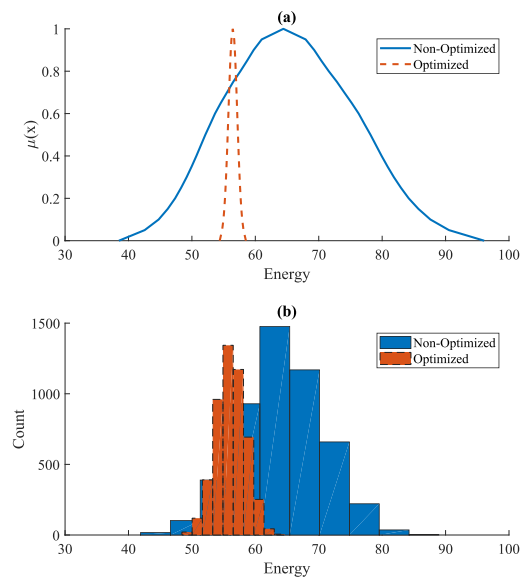 (a)
1
0.8
0.6
0.4
0.2
0
μ(x)
Non-Optimized
Optimized
30 40 50 60 70 80 90 100
Energy
(b)
1500
1000
500
0
Count
Non-Optimized
Optimized
30 40 50 60 70 80 90 100
Energy